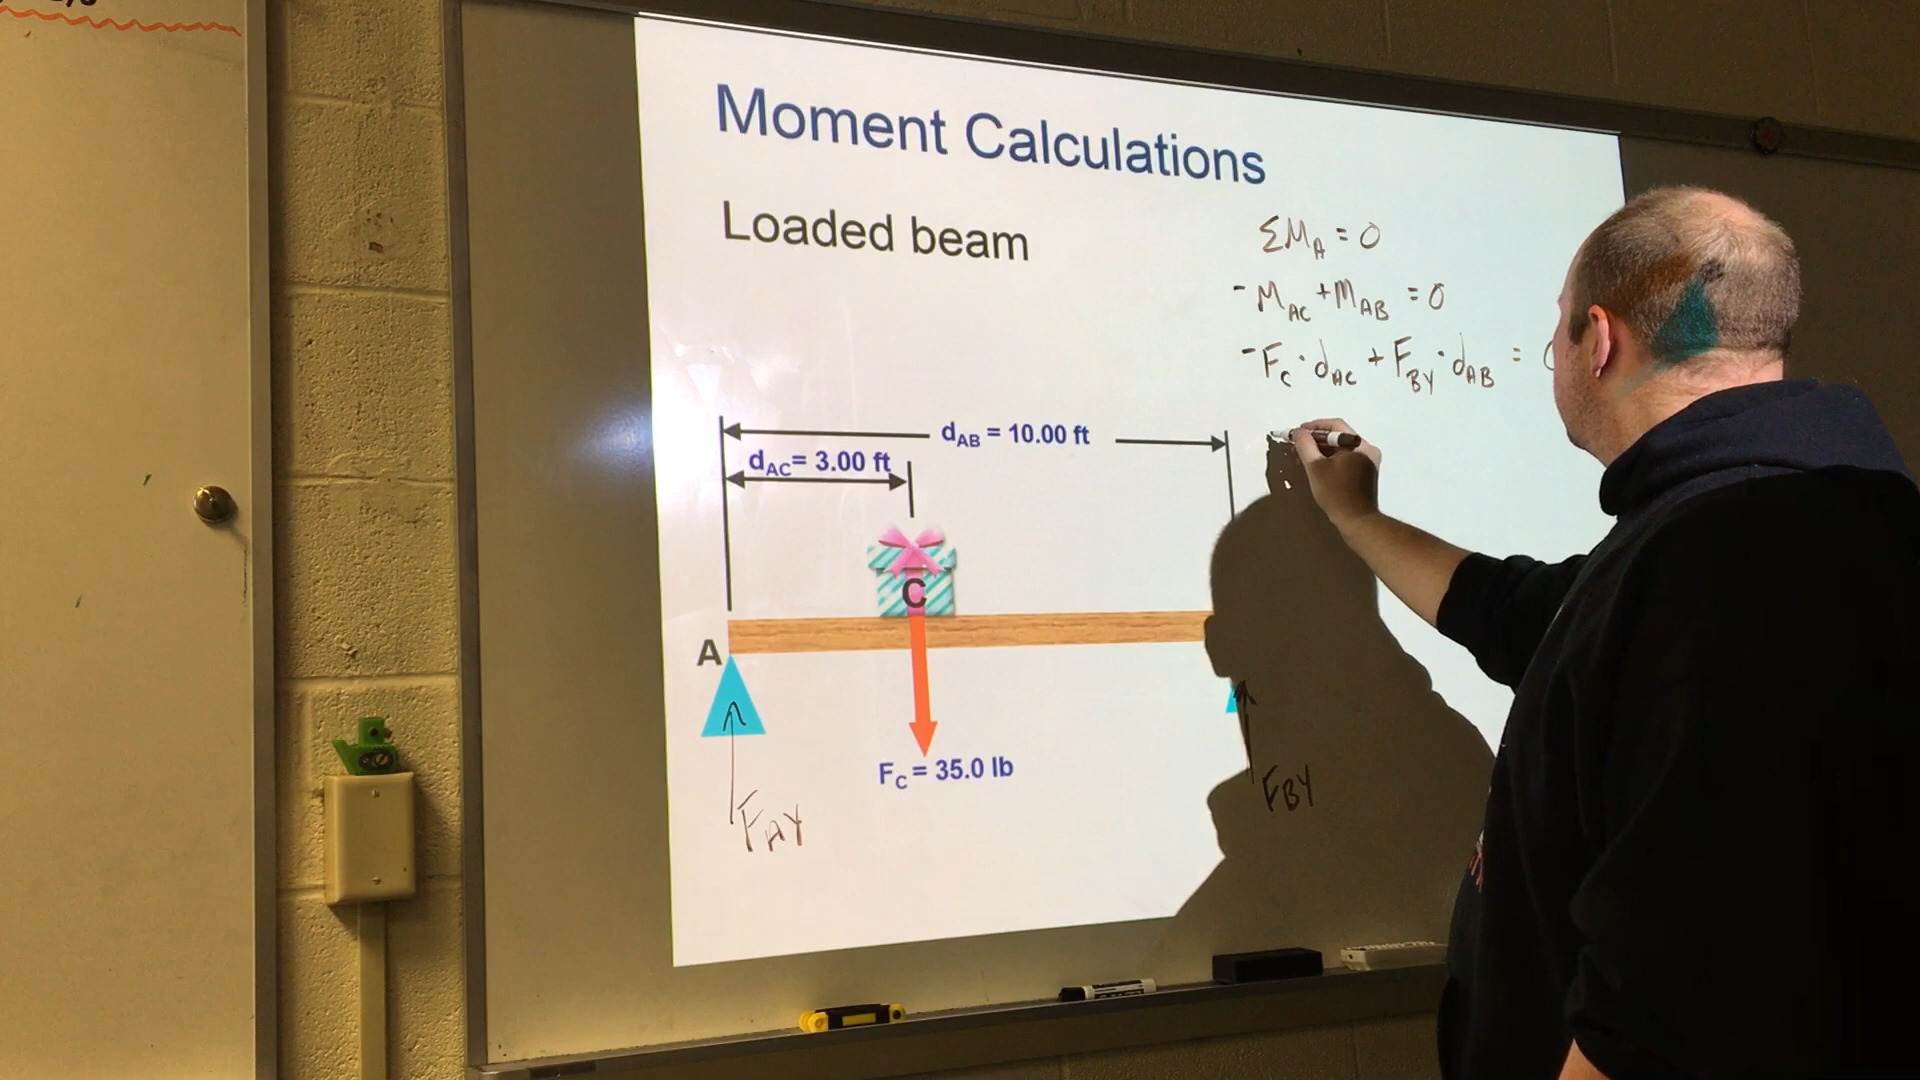 Moment Calculations
Loaded beam
ΣM_A = 0
-M_AC + M_AB = 0
-F_C · d_AC + F_BY · d_AB =
d_AB = 10.00 ft
d_AC = 3.00 ft
C
A
F_C = 35.0 lb
F_BY
F_AY